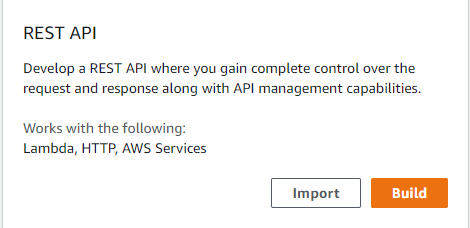 REST API
Develop a REST API where you gain complete control over the
request and response along with API management capabilities.
Works with the following:
Lambda, HTTP, AWS Services
Import
Build